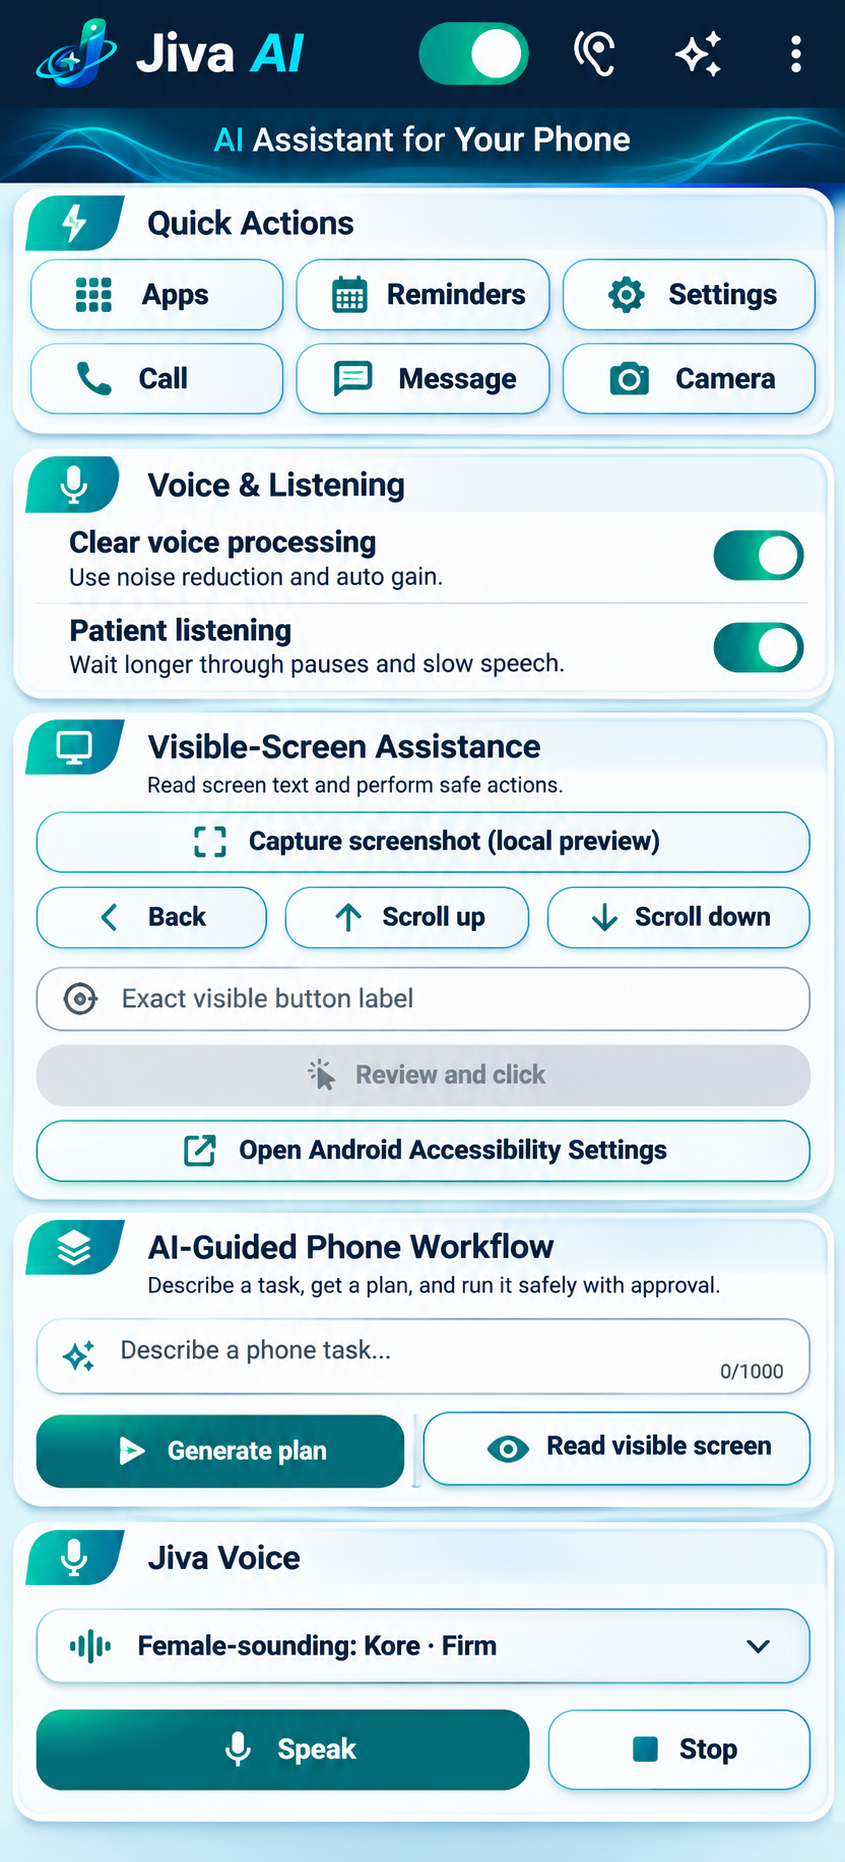 Jiva AI
AI Assistant for Your Phone
Quick Actions
Apps
Reminders
Settings
Call
Message
Camera
Voice & Listening
Clear voice processing
Use noise reduction and auto gain.
Patient listening
Wait longer through pauses and slow speech.
Visible-Screen Assistance
Read screen text and perform safe actions.
Capture screenshot (local preview)
Back
Scroll up
Scroll down
Exact visible button label
Review and click
Open Android Accessibility Settings
AI-Guided Phone Workflow
Describe a task, get a plan, and run it safely with approval.
Describe a phone task...
0/1000
Generate plan
Read visible screen
Jiva Voice
Female-sounding: Kore · Firm
Speak
Stop